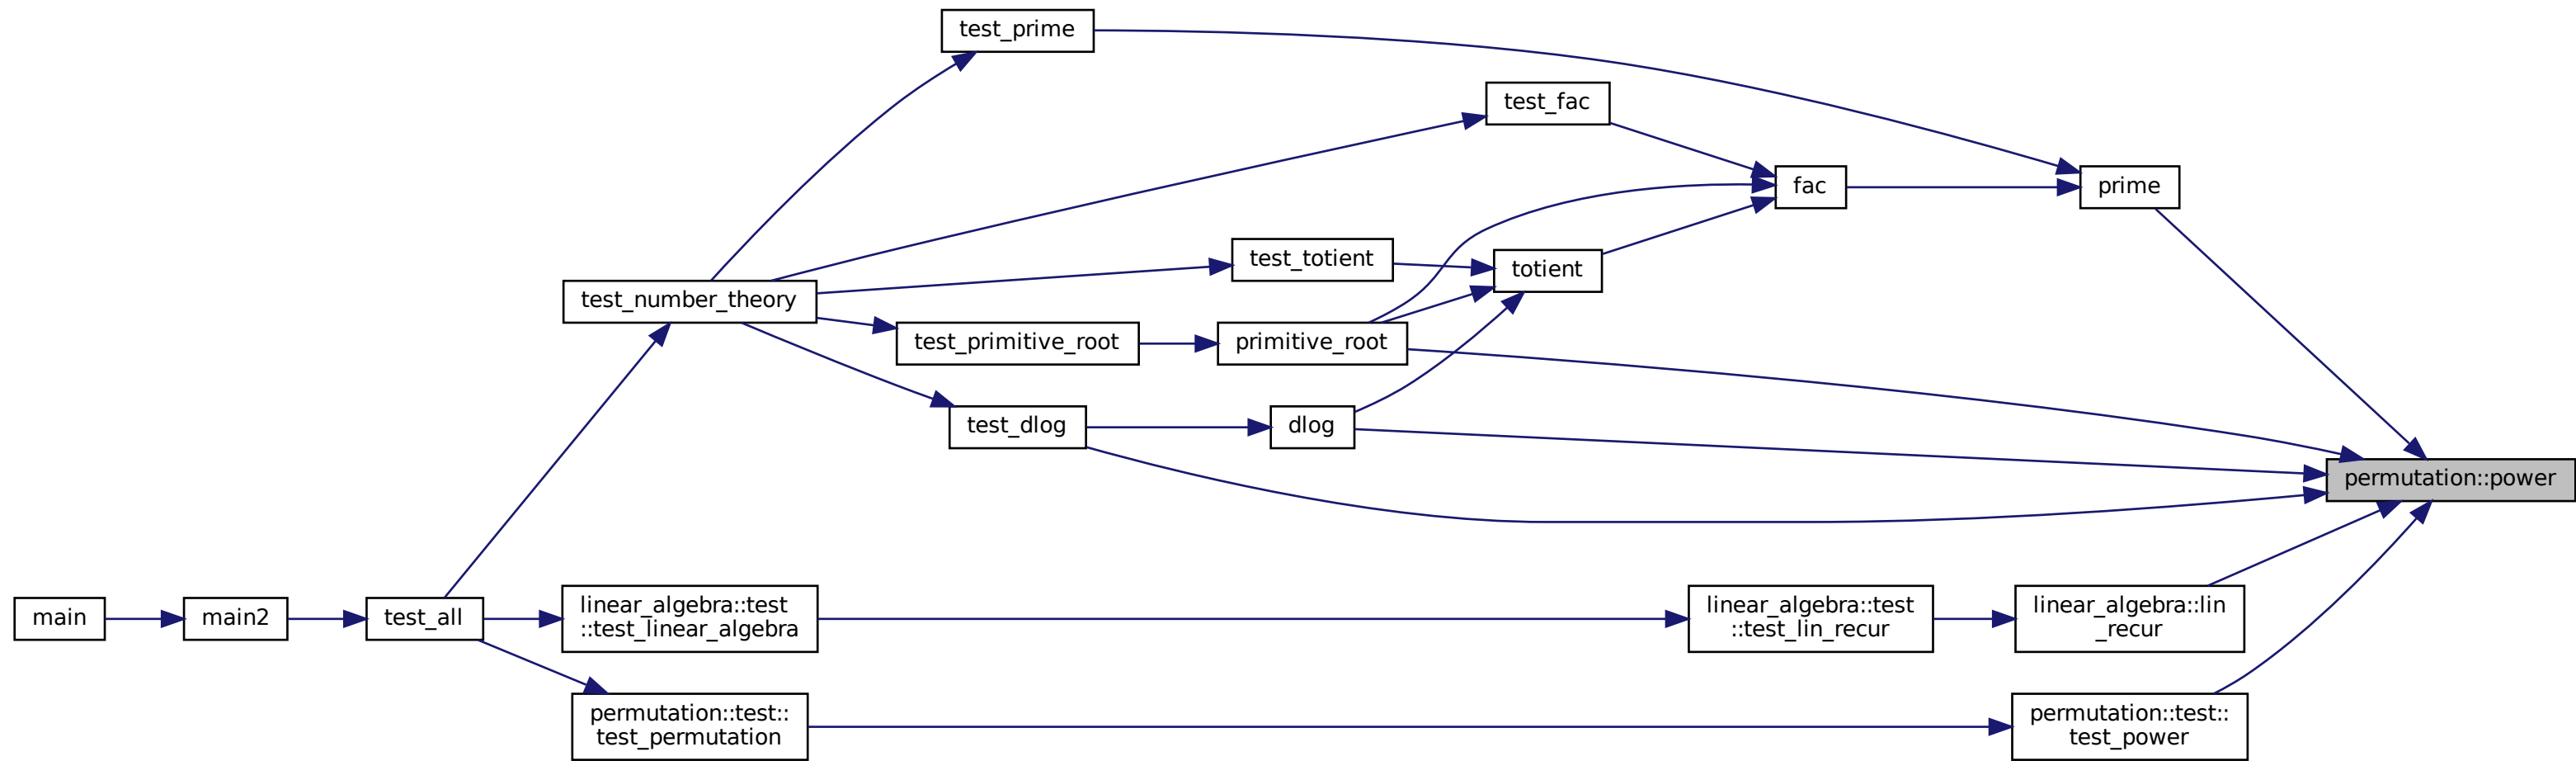 test_prime
test_fac
fac
prime
test_totient
totient
test_number_theory
test_primitive_root
primitive_root
test_dlog
dlog
permutation::power
main
main2
test_all
linear_algebra::test
::test_linear_algebra
linear_algebra::test
::test_lin_recur
linear_algebra::lin
_recur
permutation::test::
test_permutation
permutation::test::
test_power